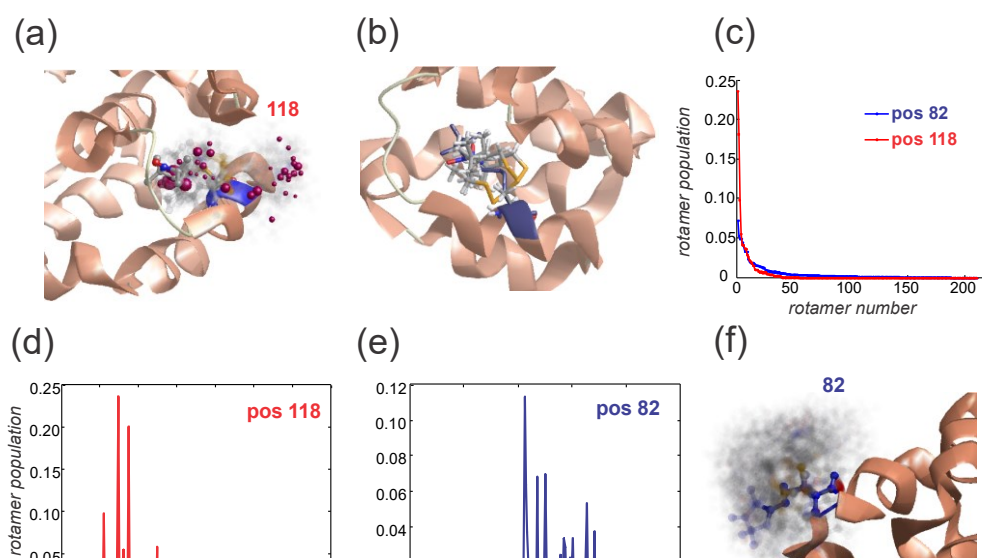 (a)
118
(b)
(c)
rotamer population
0.25
0.20
0.15
0.10
0.05
0
pos 82
pos 118
0 50 100 150 200
rotamer number
(d)
rotamer population
0.25
0.20
0.15
0.10
0.05
pos 118
(e)
0.12
0.10
0.08
0.06
0.04
pos 82
(f)
82